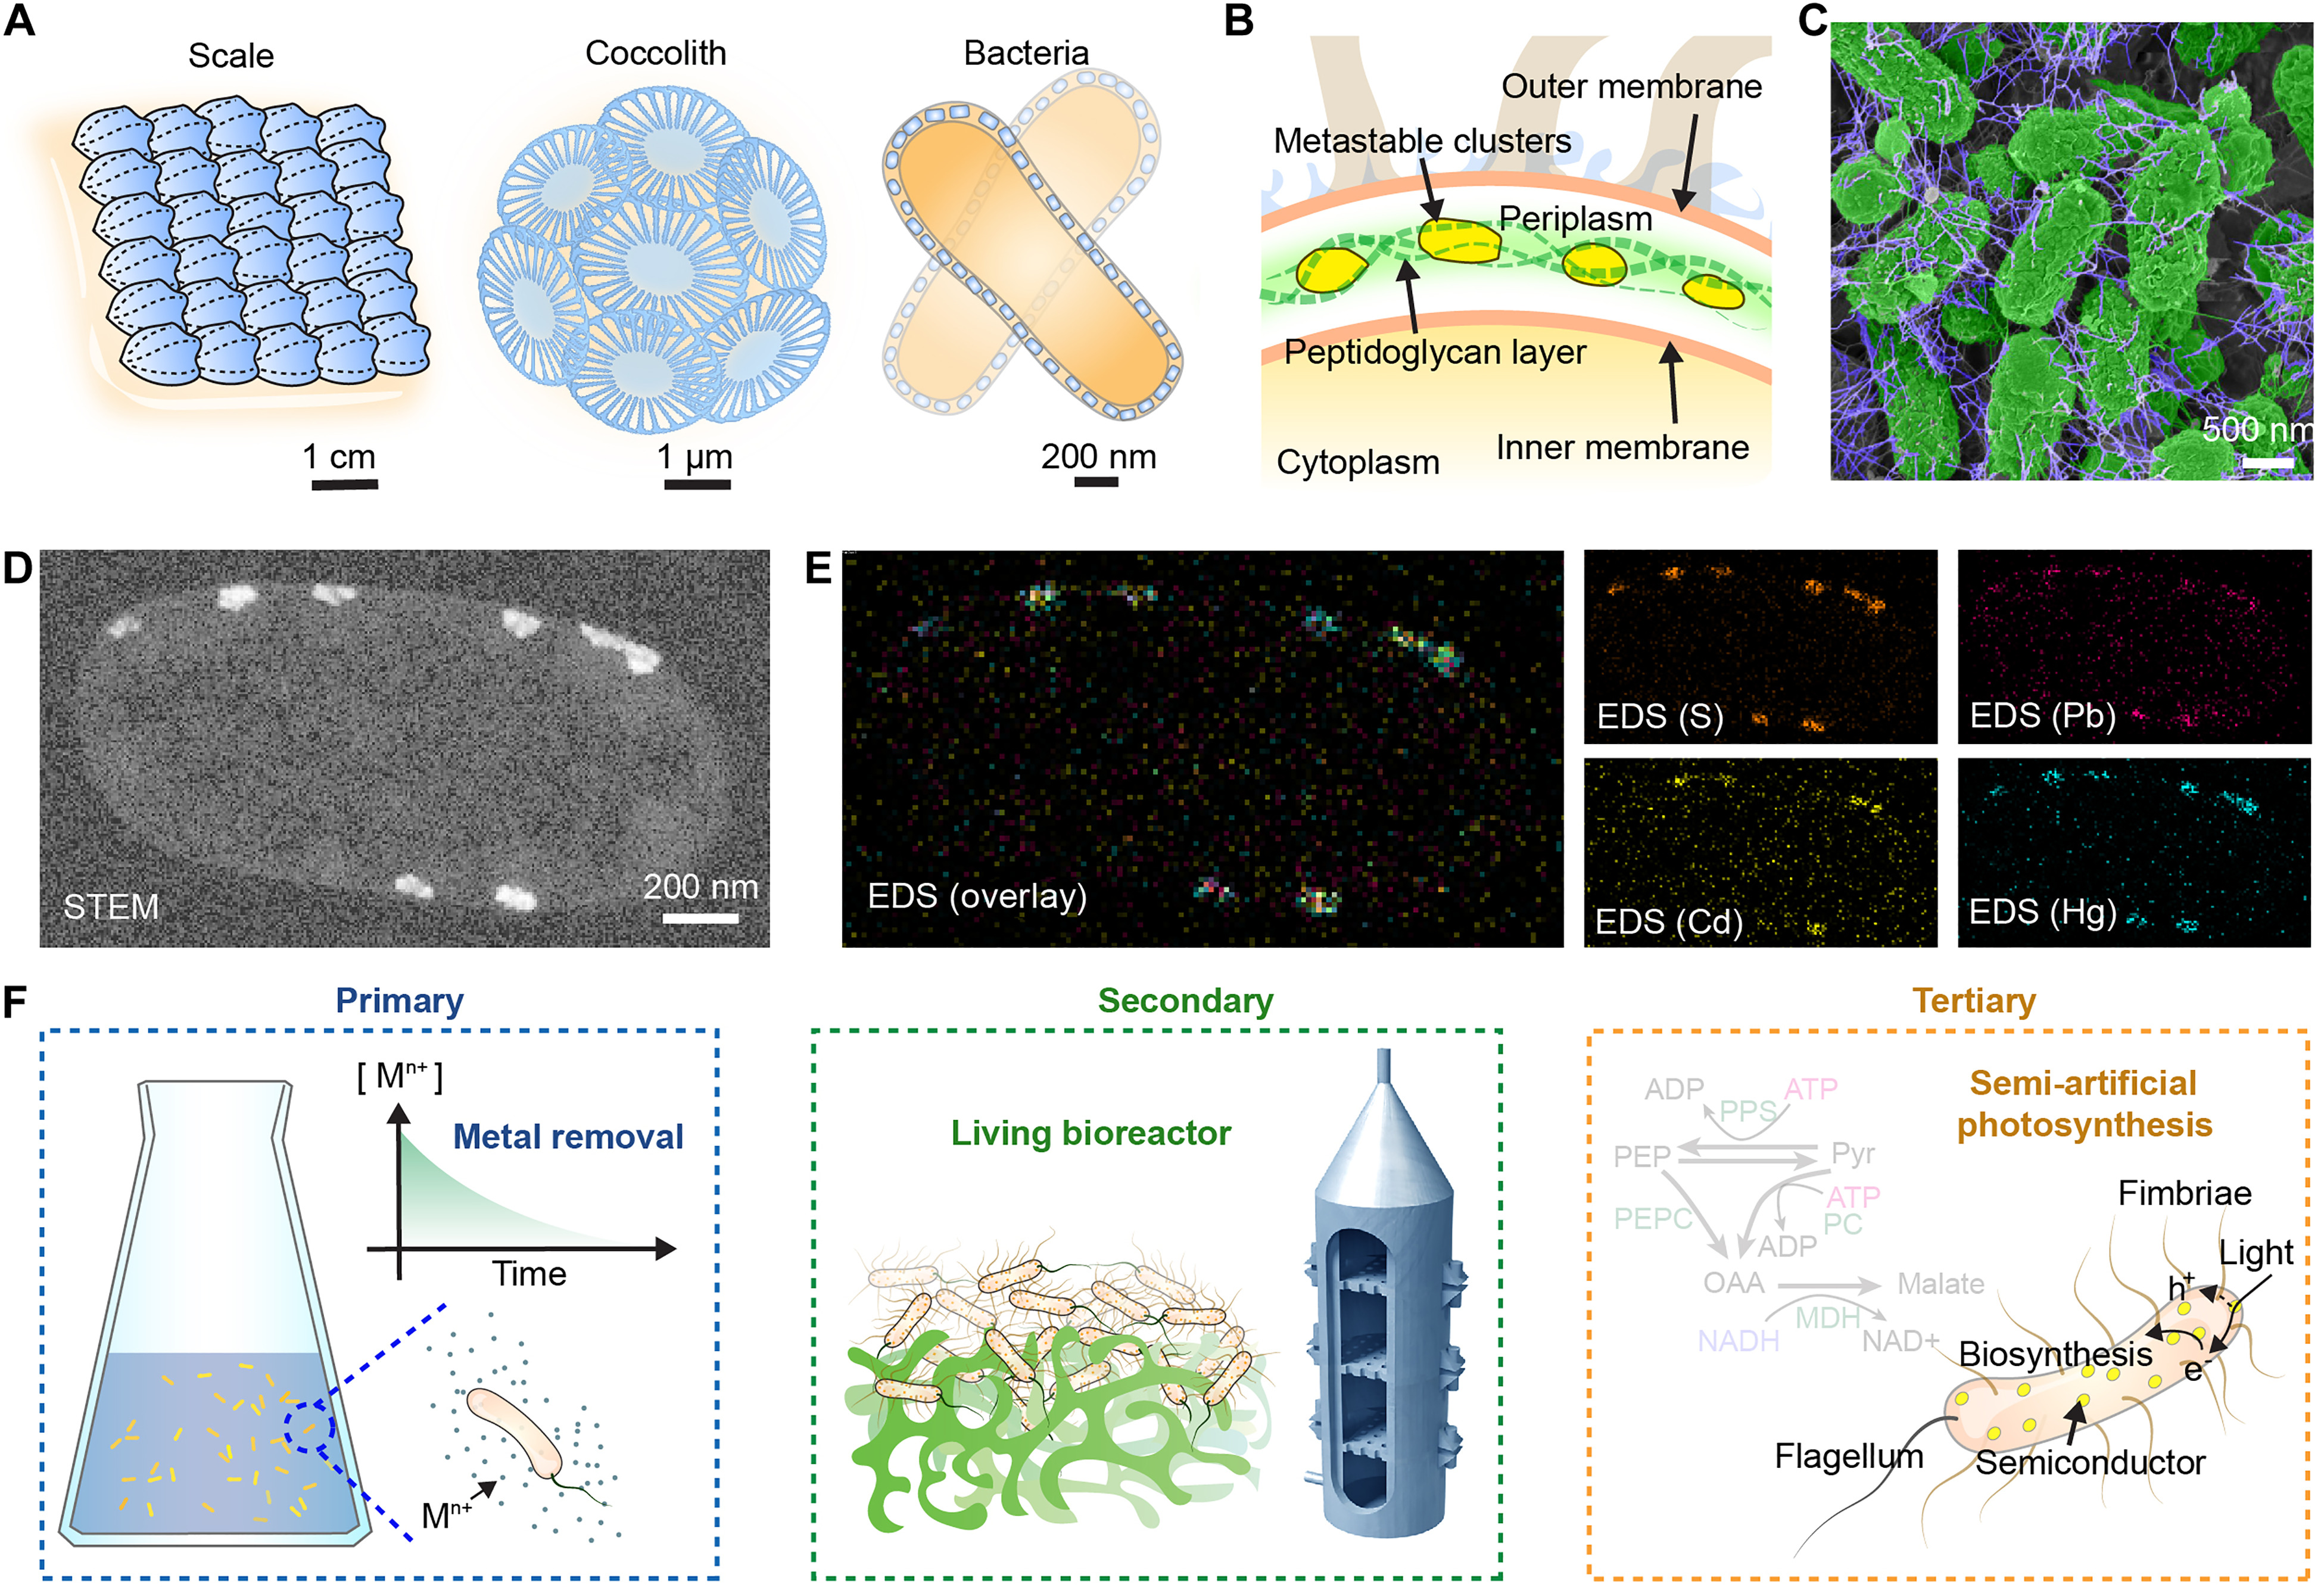 A
Scale
Coccolith
Bacteria
1 cm
1 μm
200 nm
B
Outer membrane
Metastable clusters
Periplasm
Peptidoglycan layer
Inner membrane
Cytoplasm
C
500 nm
D
STEM
200 nm
E
EDS (overlay)
EDS (S)
EDS (Pb)
EDS (Cd)
EDS (Hg)
F
Primary
[ Mⁿ⁺ ]
Metal removal
Time
Mⁿ⁺
Secondary
Living bioreactor
Tertiary
Semi-artificial
photosynthesis
ADP
ATP
PPS
PEP
Pyr
ATP
PEPC
PC
ADP
OAA
Malate
MDH
NADH
NAD+
Fimbriae
Light
h⁺
Biosynthesis
e⁻
Flagellum
Semiconductor